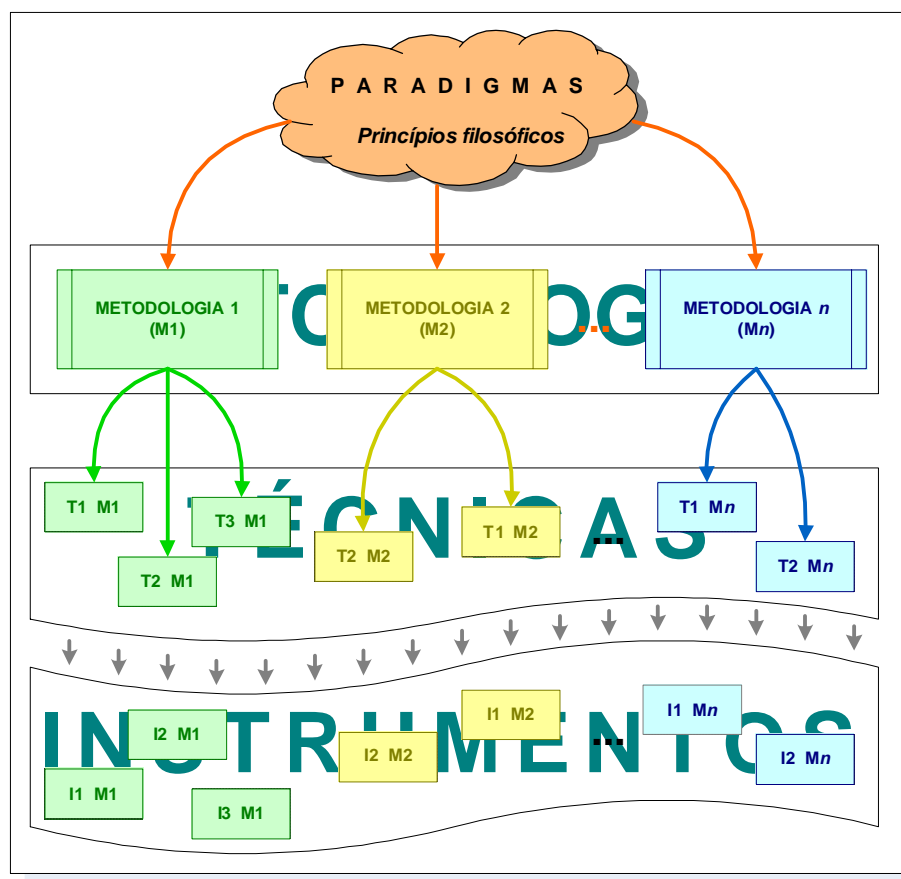 PARADIGMAS
Princípios filosóficos
METODOLOGIA 1
(M1)
METODOLOGIA 2
(M2)
...
METODOLOGIA n
(Mn)
TÉCNICAS
T1 M1
T2 M1
T3 M1
T2 M2
T1 M2
...
T1 Mn
T2 Mn
INSTRUMENTOS
I1 M1
I2 M1
I3 M1
I2 M2
I1 M2
...
I1 Mn
I2 Mn